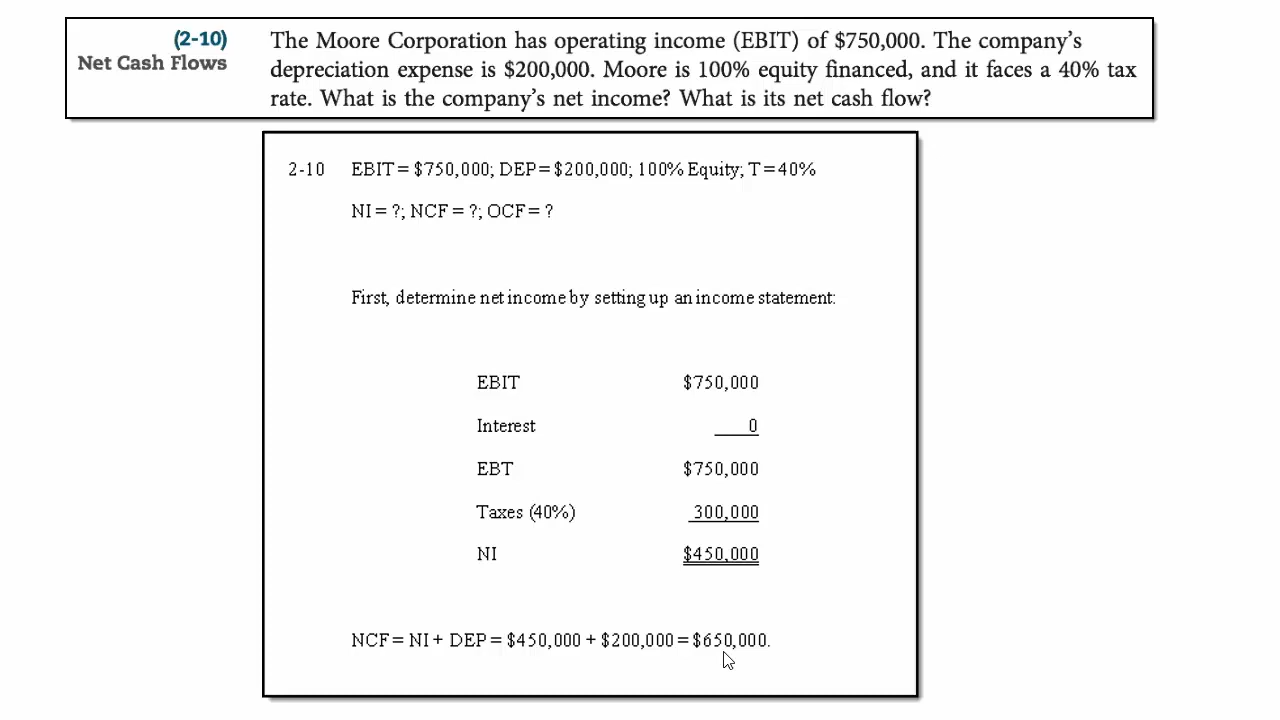 (2-10) The Moore Corporation has operating income (EBIT) of $750,000. The company's
Net Cash Flows depreciation expense is $200,000. Moore is 100% equity financed, and it faces a 40% tax
rate. What is the company's net income? What is its net cash flow?
2-10 EBIT = $750,000; DEP = $200,000; 100% Equity; T = 40%
NI = ?; NCF = ?; OCF = ?
First, determine net income by setting up an income statement:
EBIT $750,000
Interest 0
EBT $750,000
Taxes (40%) 300,000
NI $450,000
NCF = NI + DEP = $450,000 + $200,000 = $650,000.